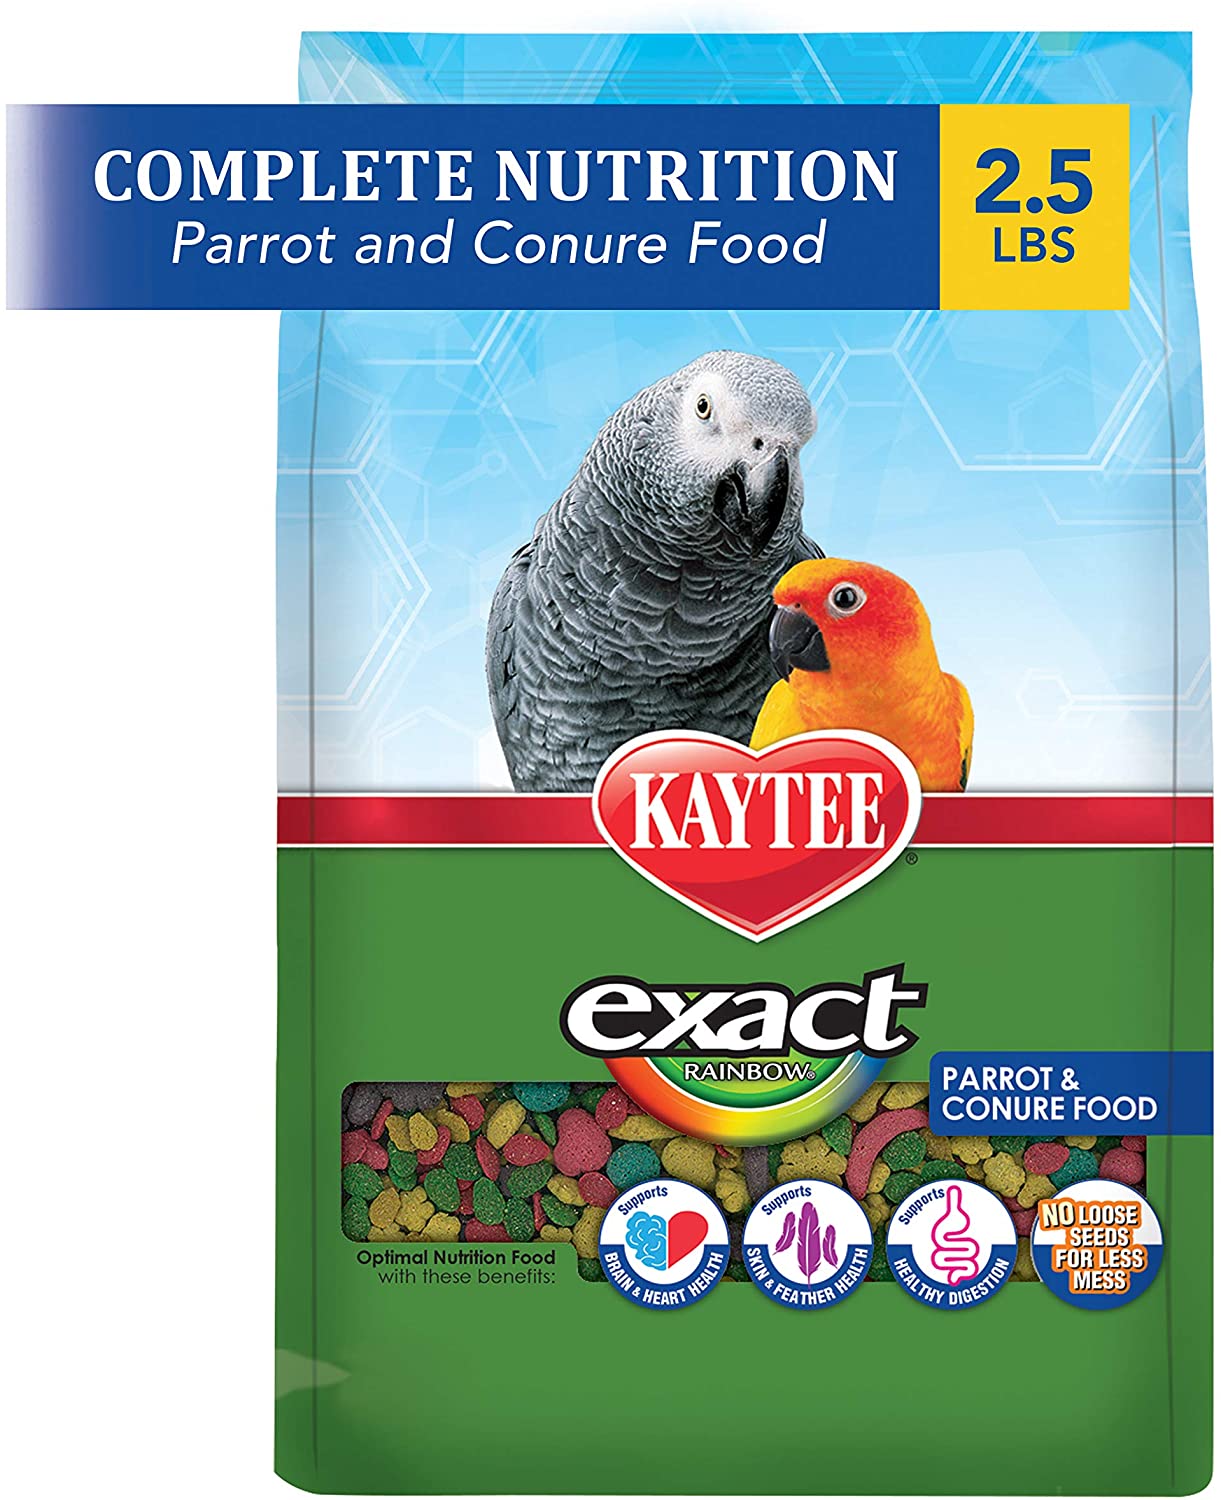 COMPLETE NUTRITION
Parrot and Conure Food
2.5
LBS
KAYTEE®
exact
RAINBOW®
PARROT &
CONURE FOOD
Optimal Nutrition Food
with these benefits:
Supports
BRAIN & HEART HEALTH
Supports
SKIN & FEATHER HEALTH
Supports
HEALTHY DIGESTION
NO LOOSE
SEEDS
FOR LESS
MESS